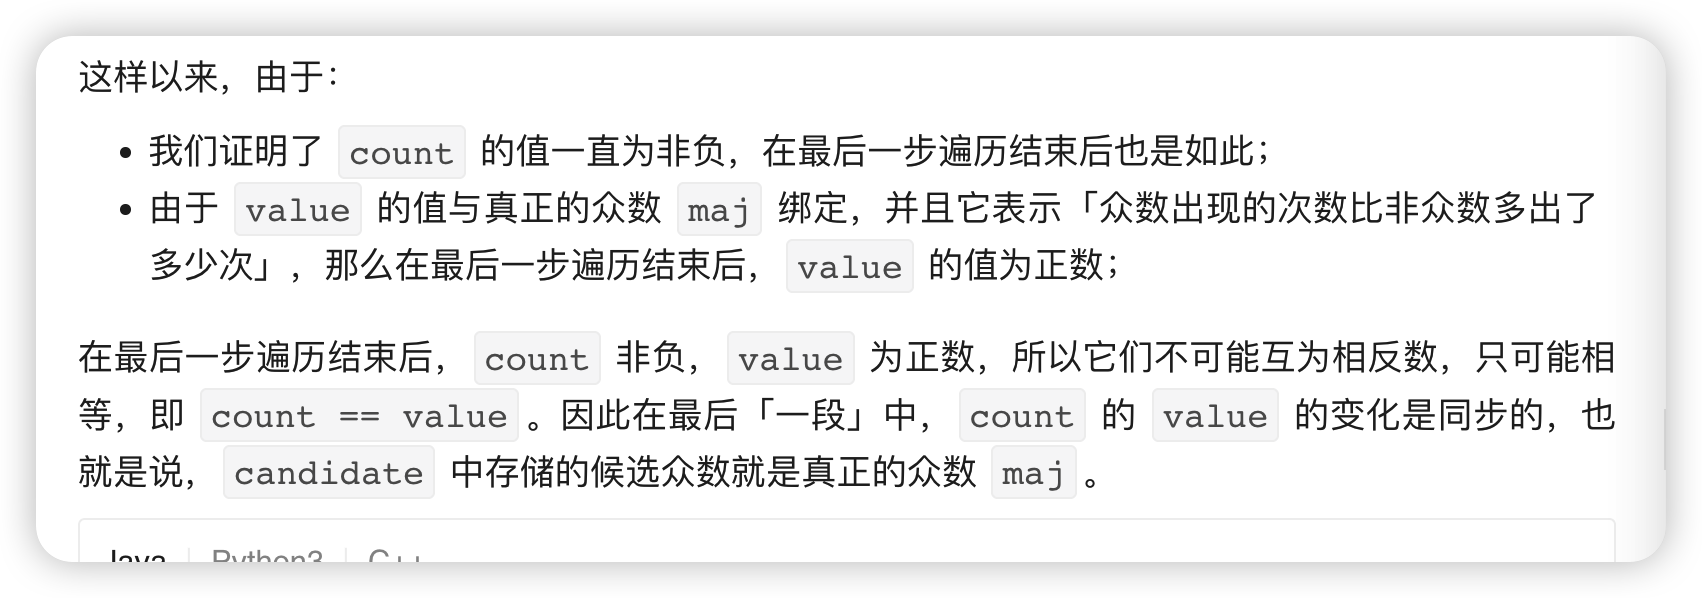 这样以来，由于：
• 我们证明了 count 的值一直为非负，在最后一步遍历结束后也是如此；
• 由于 value 的值与真正的众数 maj 绑定，并且它表示「众数出现的次数比非众数多出了
多少次」，那么在最后一步遍历结束后， value 的值为正数；
在最后一步遍历结束后， count 非负， value 为正数，所以它们不可能互为相反数，只可能相
等，即 count == value 。因此在最后「一段」中， count 的 value 的变化是同步的，也
就是说， candidate 中存储的候选众数就是真正的众数 maj 。
Java | Python3 | C++